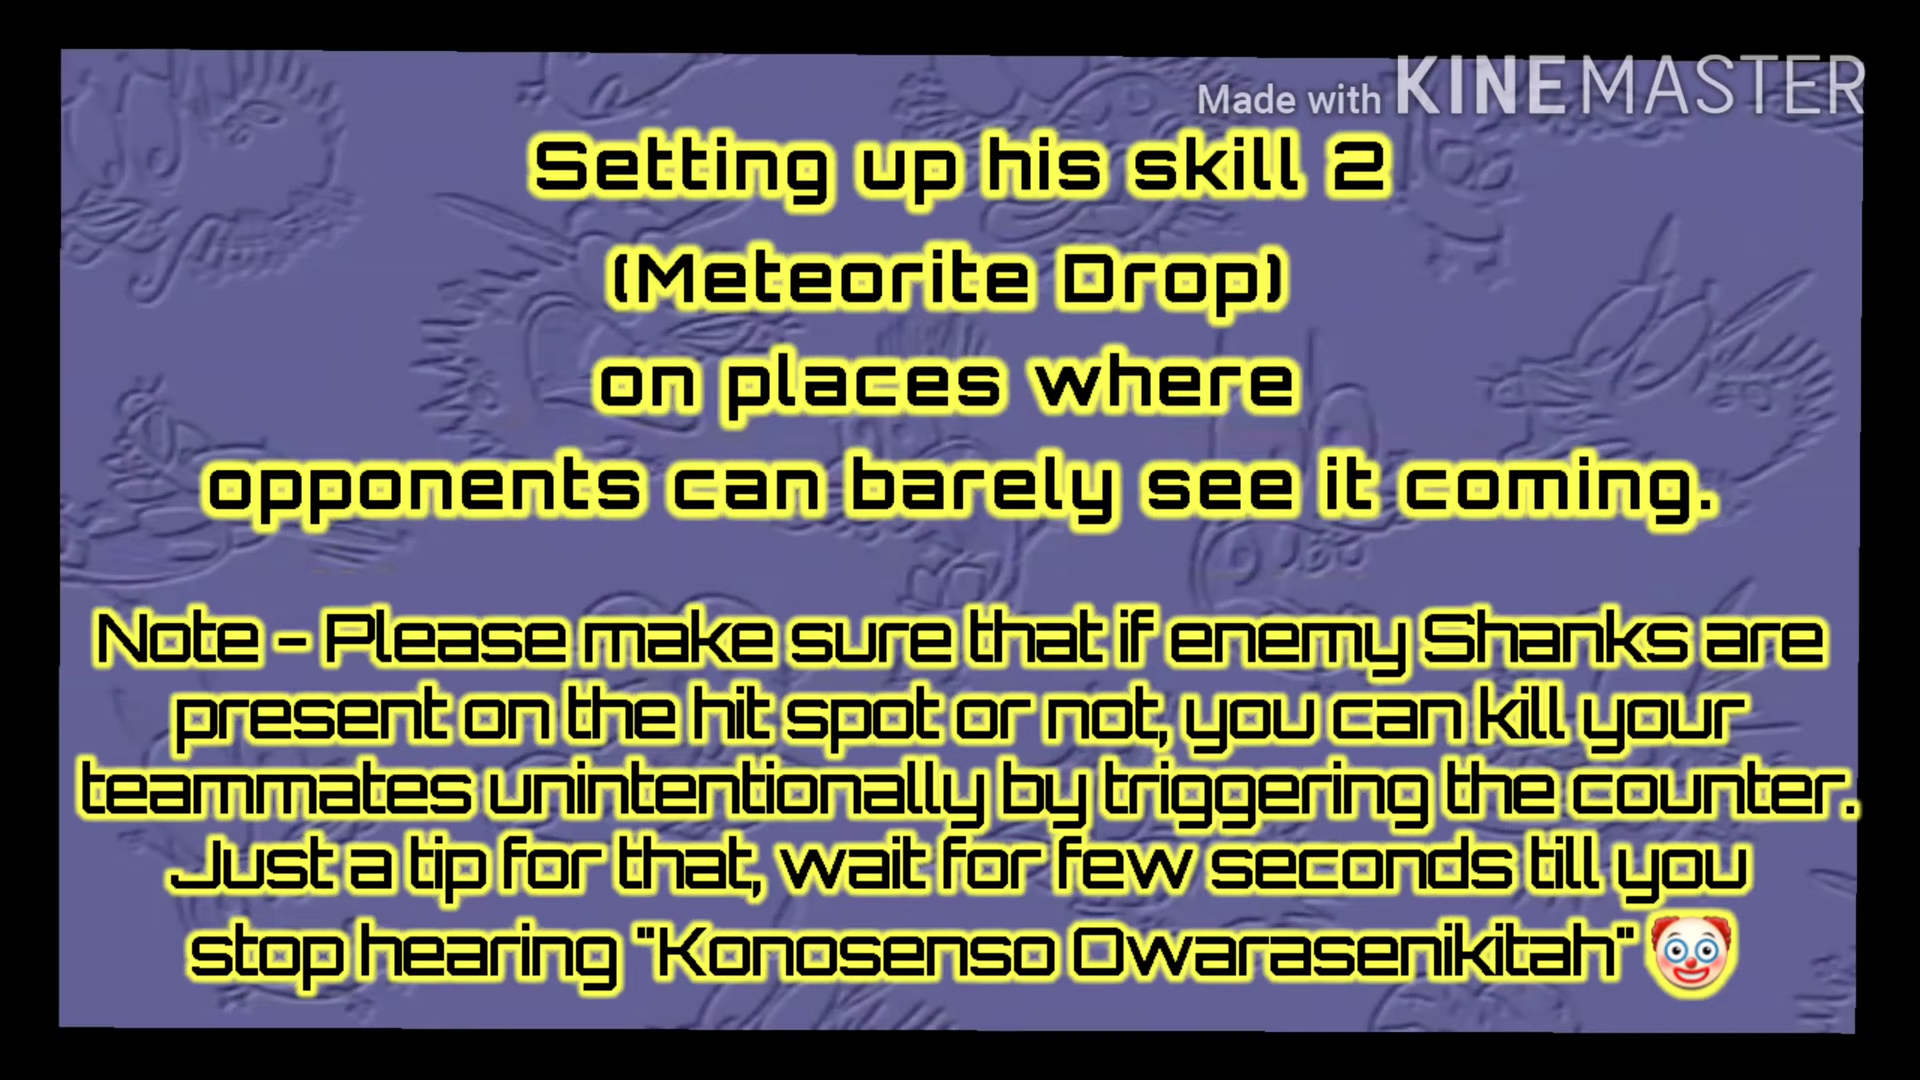 Made with KINEMASTER
Setting up his skill 2
(Meteorite Drop)
on places where
opponents can barely see it coming.
Note - Please make sure that if enemy Shanks are
present on the hit spot or not, you can kill your
teammates unintentionally by triggering the counter.
Just a tip for that, wait for few seconds till you
stop hearing "Konosenso Owarasenikitah" 🤡